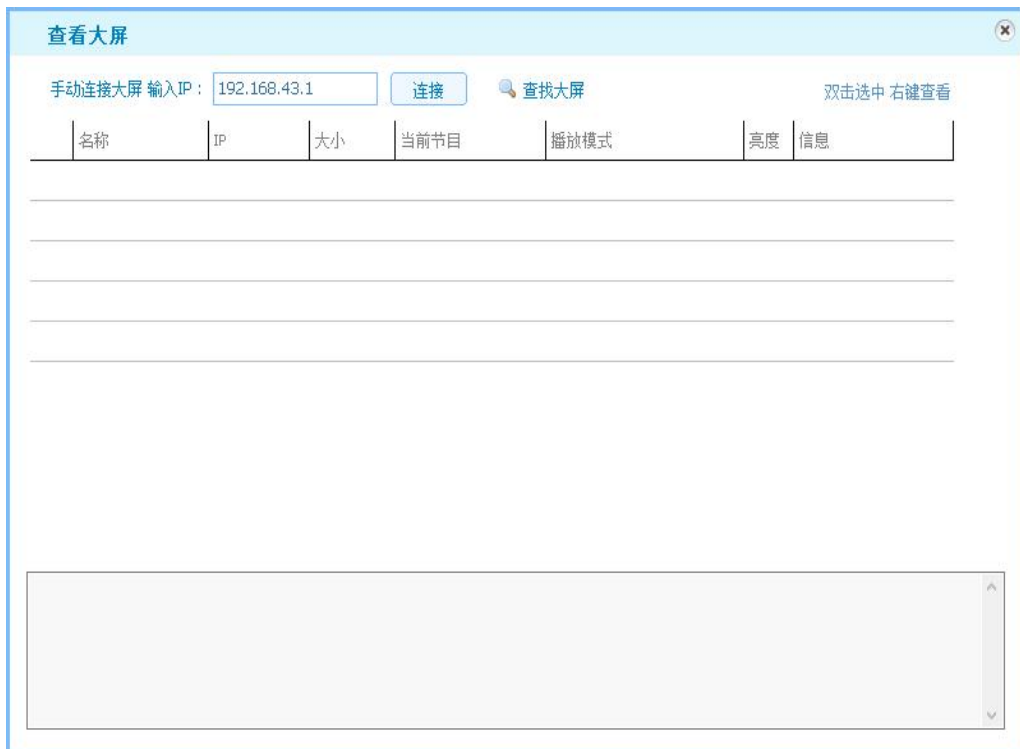 查看大屏
手动连接大屏 输入IP： 192.168.43.1 连接 查找大屏 双击选中 右键查看
名称 IP 大小 当前节目 播放模式 亮度 信息